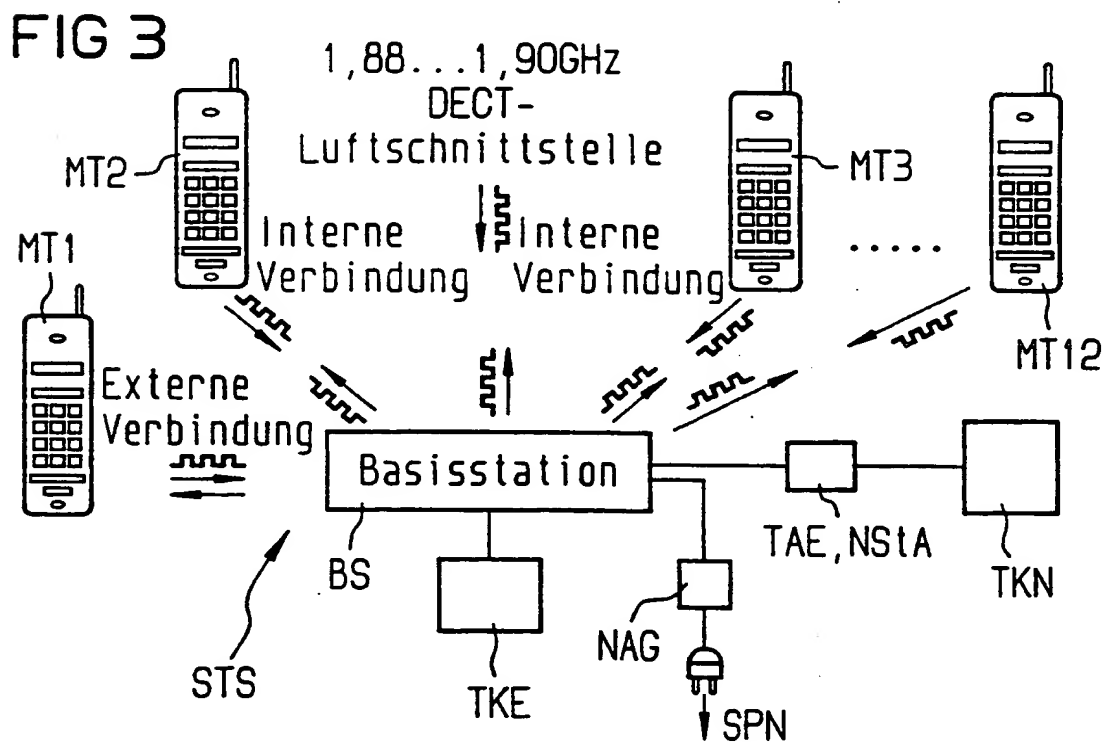 FIG 3
1,88...1,90GHz
DECT-
Luftschnittstelle
MT2
MT3
MT1
Interne
Verbindung
Interne
Verbindung
.....
MT12
Externe
Verbindung
Basisstation
BS
TAE,NStA
TKN
STS
TKE
NAG
SPN